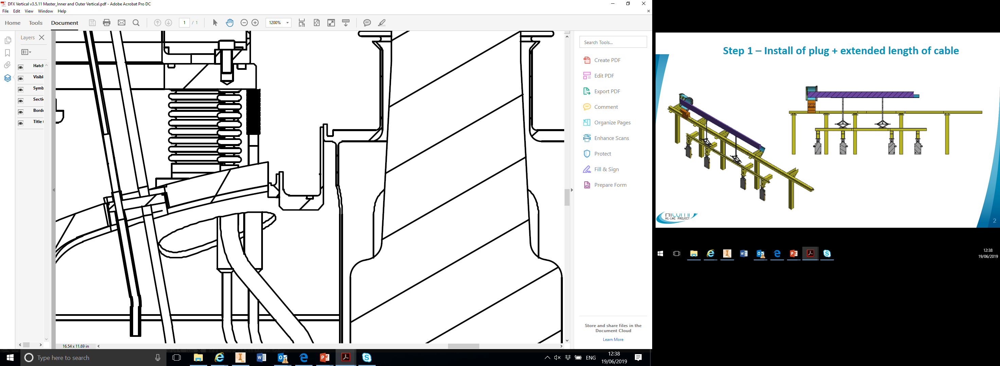 DFX Vertical v3.5.11 Master_Inner and Outer Vertical.pdf - Adobe Acrobat Pro DC
File Edit View Window Help
Home Tools Document
1 / 1
1200%
Layers
Hatch
Visibl
Symb
Secti
Borde
Title
16.54 x 11.69 in
Search Tools...
Create PDF
Edit PDF
Export PDF
Comment
Organize Pages
Enhance Scans
Protect
Fill & Sign
Prepare Form
Store and share files in the
Document Cloud
Learn More
Type here to search
ENG
12:38
19/06/2019
Step 1 – Install of plug + extended length of cable
HL-LHC PROJECT
2
12:38
19/06/2019